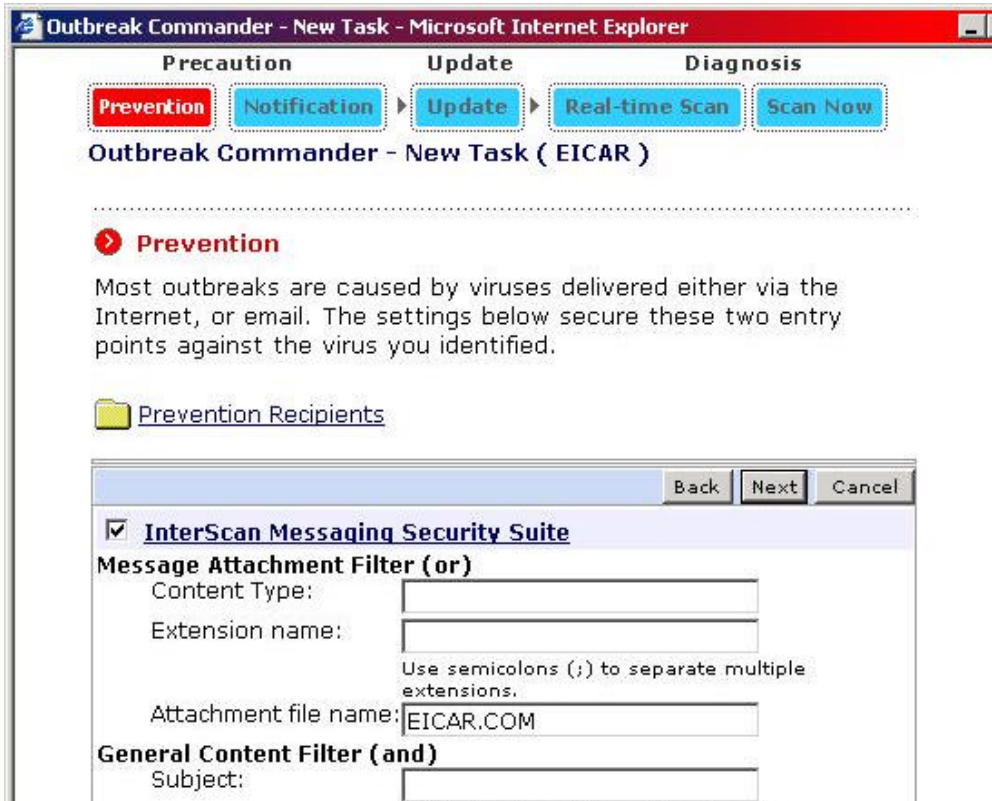 Outbreak Commander - New Task - Microsoft Internet Explorer
Precaution Update Diagnosis
Prevention Notification Update Real-time Scan Scan Now
Outbreak Commander - New Task ( EICAR )
Prevention
Most outbreaks are caused by viruses delivered either via the
Internet, or email. The settings below secure these two entry
points against the virus you identified.
Prevention Recipients
Back Next Cancel
InterScan Messaging Security Suite
Message Attachment Filter (or)
Content Type:
Extension name:
Use semicolons (;) to separate multiple
extensions.
Attachment file name: EICAR.COM
General Content Filter (and)
Subject: